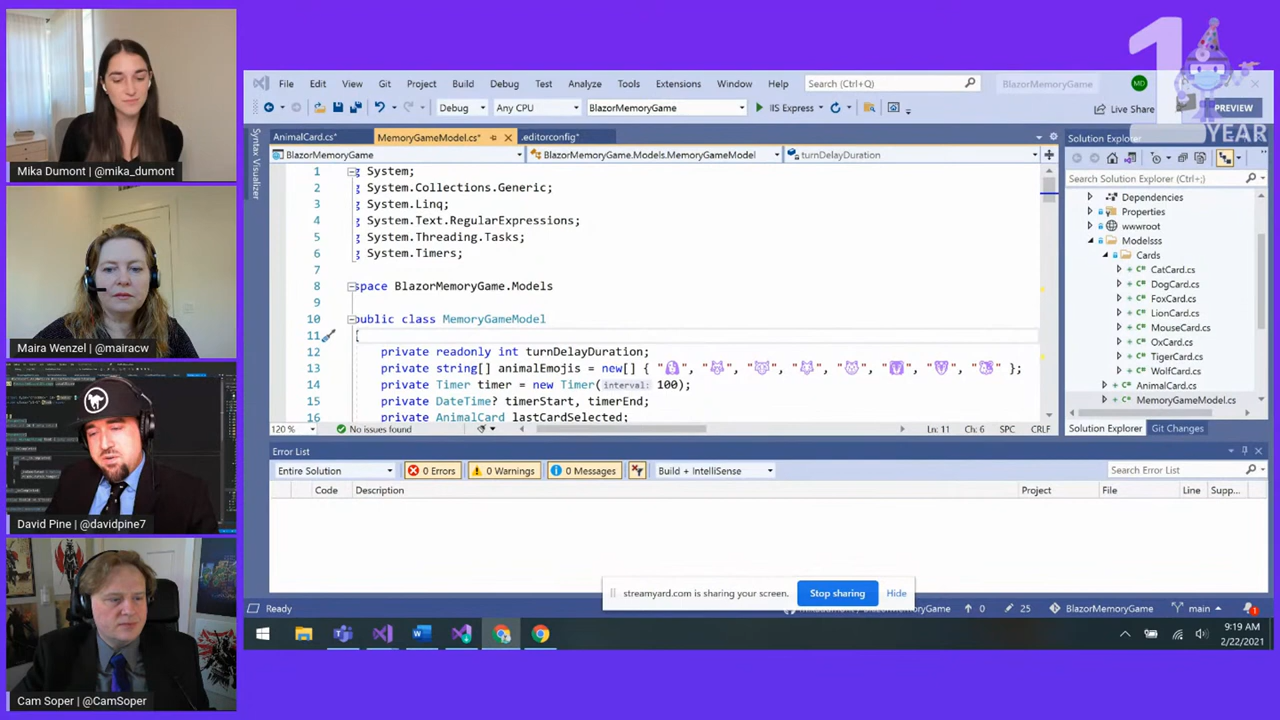 Mika Dumont | @mika_dumont
Maira Wenzel | @mairacw
David Pine | @davidpine7
Cam Soper | @CamSoper
1
YEAR
File Edit View Git Project Build Debug Test Analyze Tools Extensions Window Help Search (Ctrl+Q) BlazorMemoryGame MD
Debug Any CPU BlazorMemoryGame IIS Express Live Share PREVIEW
Syntax Visualizer
AnimalCard.cs* MemoryGameModel.cs* .editorconfig*
BlazorMemoryGame BlazorMemoryGame.Models.MemoryGameModel turnDelayDuration
1 g System;
2 g System.Collections.Generic;
3 g System.Linq;
4 g System.Text.RegularExpressions;
5 g System.Threading.Tasks;
6 g System.Timers;
7
8 space BlazorMemoryGame.Models
9
10 public class MemoryGameModel
11 {
12 private readonly int turnDelayDuration;
13 private string[] animalEmojis = new[] { "🐺", "🦊", "🐱", "🐭", "🦁", "🐮", "🐶", "🐯" };
14 private Timer timer = new Timer(interval: 100);
15 private DateTime? timerStart, timerEnd;
16 private AnimalCard lastCardSelected;
120 % No issues found Ln: 11 Ch: 6 SPC CRLF
Solution Explorer
Search Solution Explorer (Ctrl+;)
Dependencies
Properties
wwwroot
Modelsss
Cards
CatCard.cs
DogCard.cs
FoxCard.cs
LionCard.cs
MouseCard.cs
OxCard.cs
TigerCard.cs
WolfCard.cs
AnimalCard.cs
MemoryGameModel.cs
Solution Explorer Git Changes
Error List
Entire Solution 0 Errors 0 Warnings 0 Messages Build + IntelliSense Search Error List
Code Description Project File Line Supp...
streamyard.com is sharing your screen. Stop sharing Hide
Ready 0 25 BlazorMemoryGame main 1
9:19 AM
2/22/2021